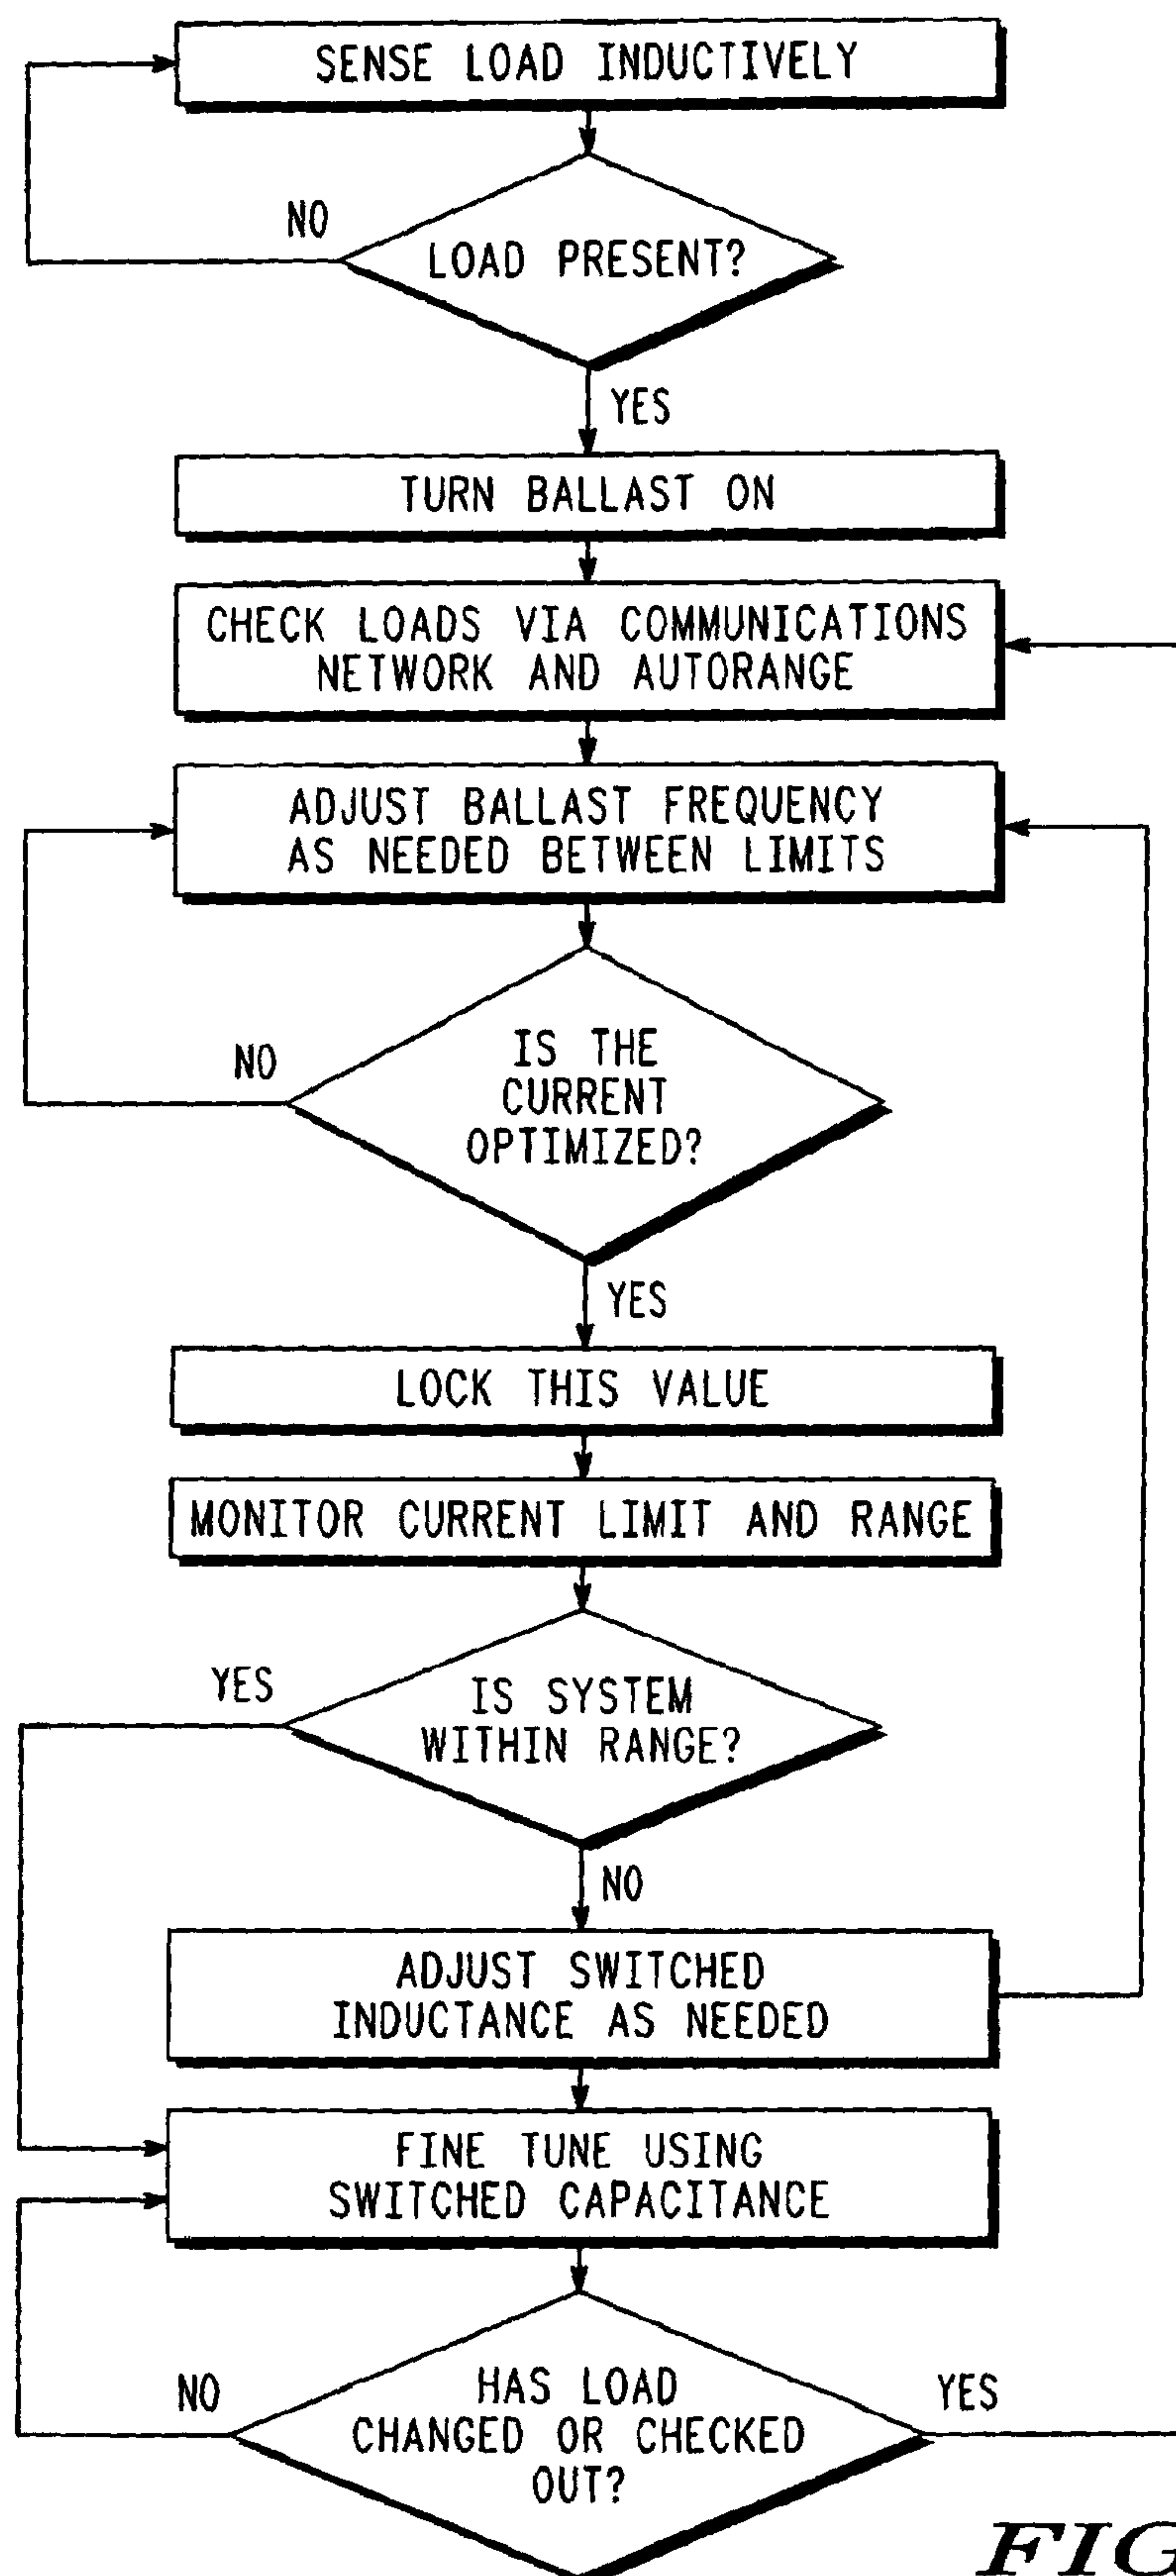 SENSE LOAD INDUCTIVELY
NO
LOAD PRESENT?
YES
TURN BALLAST ON
CHECK LOADS VIA COMMUNICATIONS
NETWORK AND AUTORANGE
ADJUST BALLAST FREQUENCY
AS NEEDED BETWEEN LIMITS
NO
IS THE
CURRENT
OPTIMIZED?
YES
LOCK THIS VALUE
MONITOR CURRENT LIMIT AND RANGE
YES
IS SYSTEM
WITHIN RANGE?
NO
ADJUST SWITCHED
INDUCTANCE AS NEEDED
FINE TUNE USING
SWITCHED CAPACITANCE
NO
HAS LOAD
CHANGED OR CHECKED
OUT?
YES
FIG